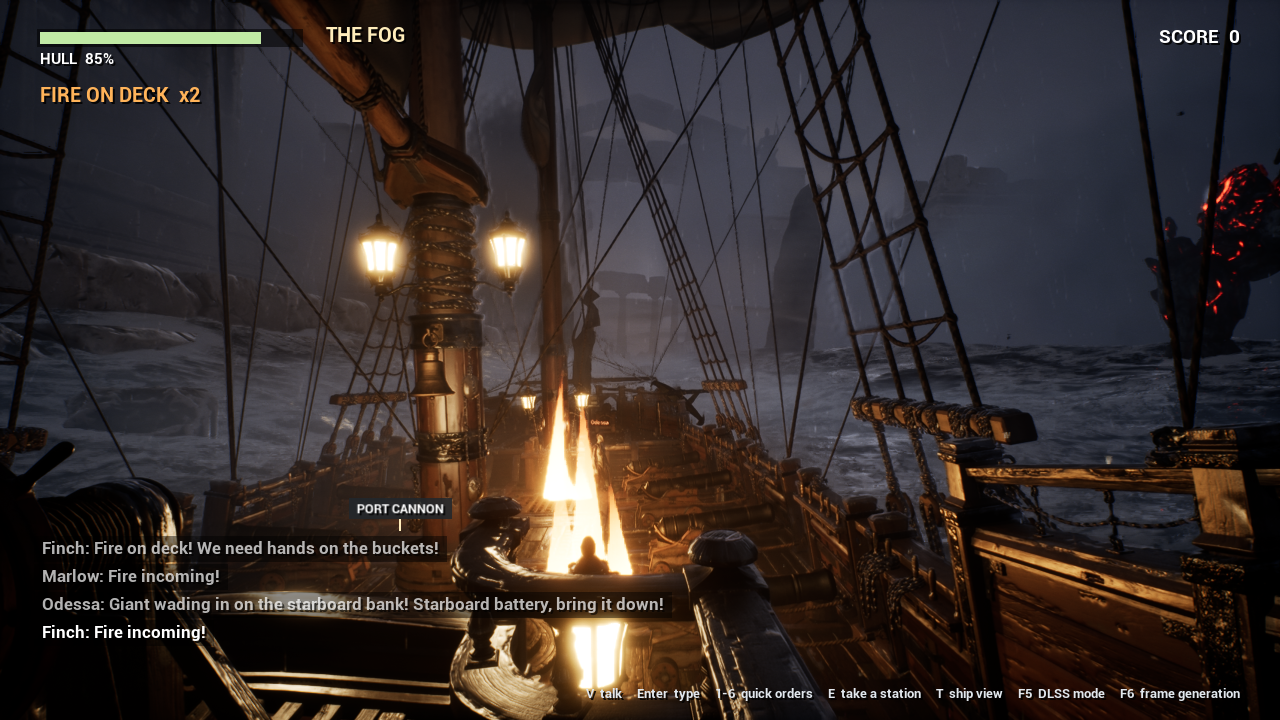 THE FOG
SCORE 0
HULL 85%
FIRE ON DECK x2
PORT CANNON
Finch: Fire on deck! We need hands on the buckets!
Marlow: Fire incoming!
Odessa: Giant wading in on the starboard bank! Starboard battery, bring it down!
Finch: Fire incoming!
V talk Enter type 1-6 quick orders E take a station T ship view F5 DLSS mode F6 frame generation